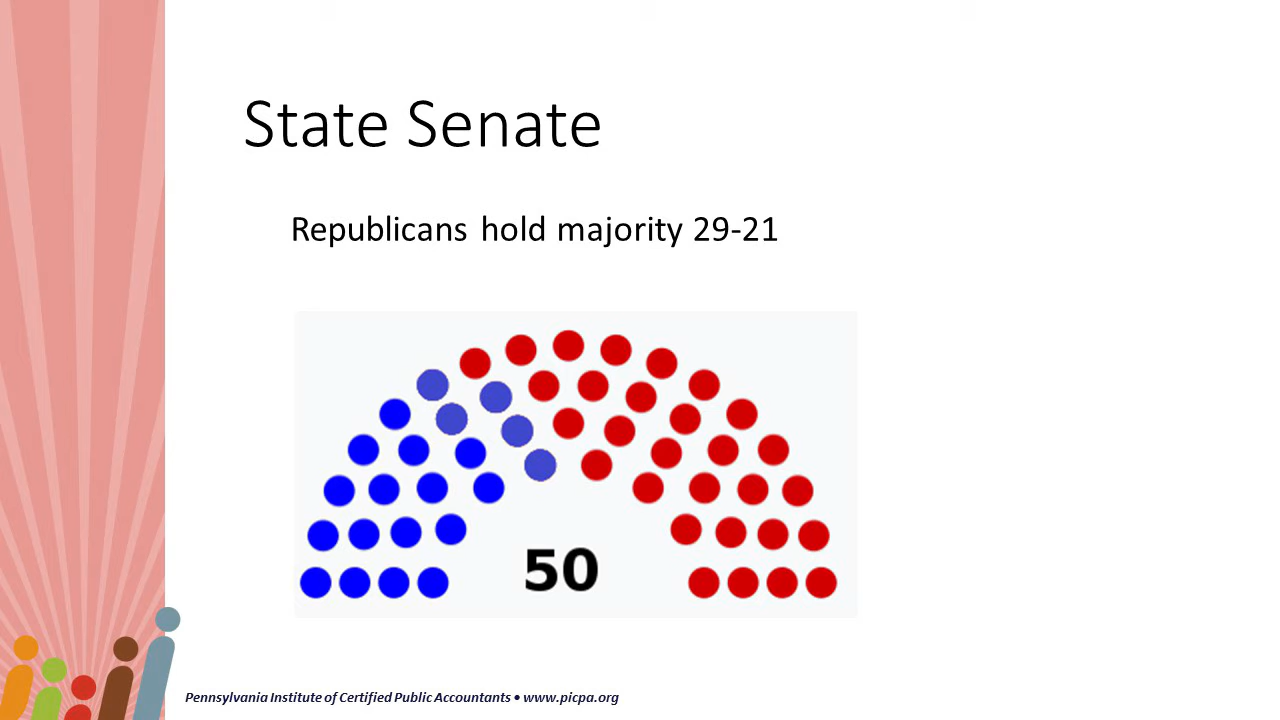 State Senate
Republicans hold majority 29-21
50
Pennsylvania Institute of Certified Public Accountants • www.picpa.org